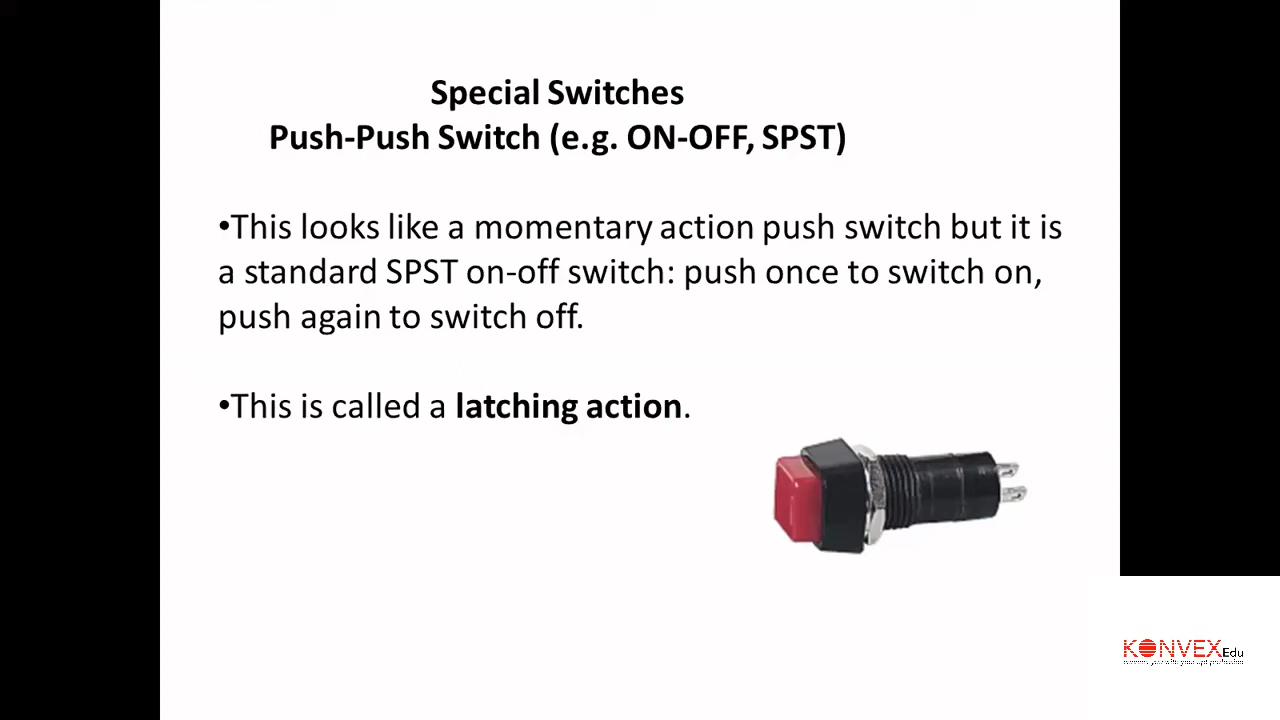 Special Switches
Push-Push Switch (e.g. ON-OFF, SPST)
•This looks like a momentary action push switch but it is
a standard SPST on-off switch: push once to switch on,
push again to switch off.
•This is called a latching action.
KONVEX Edu